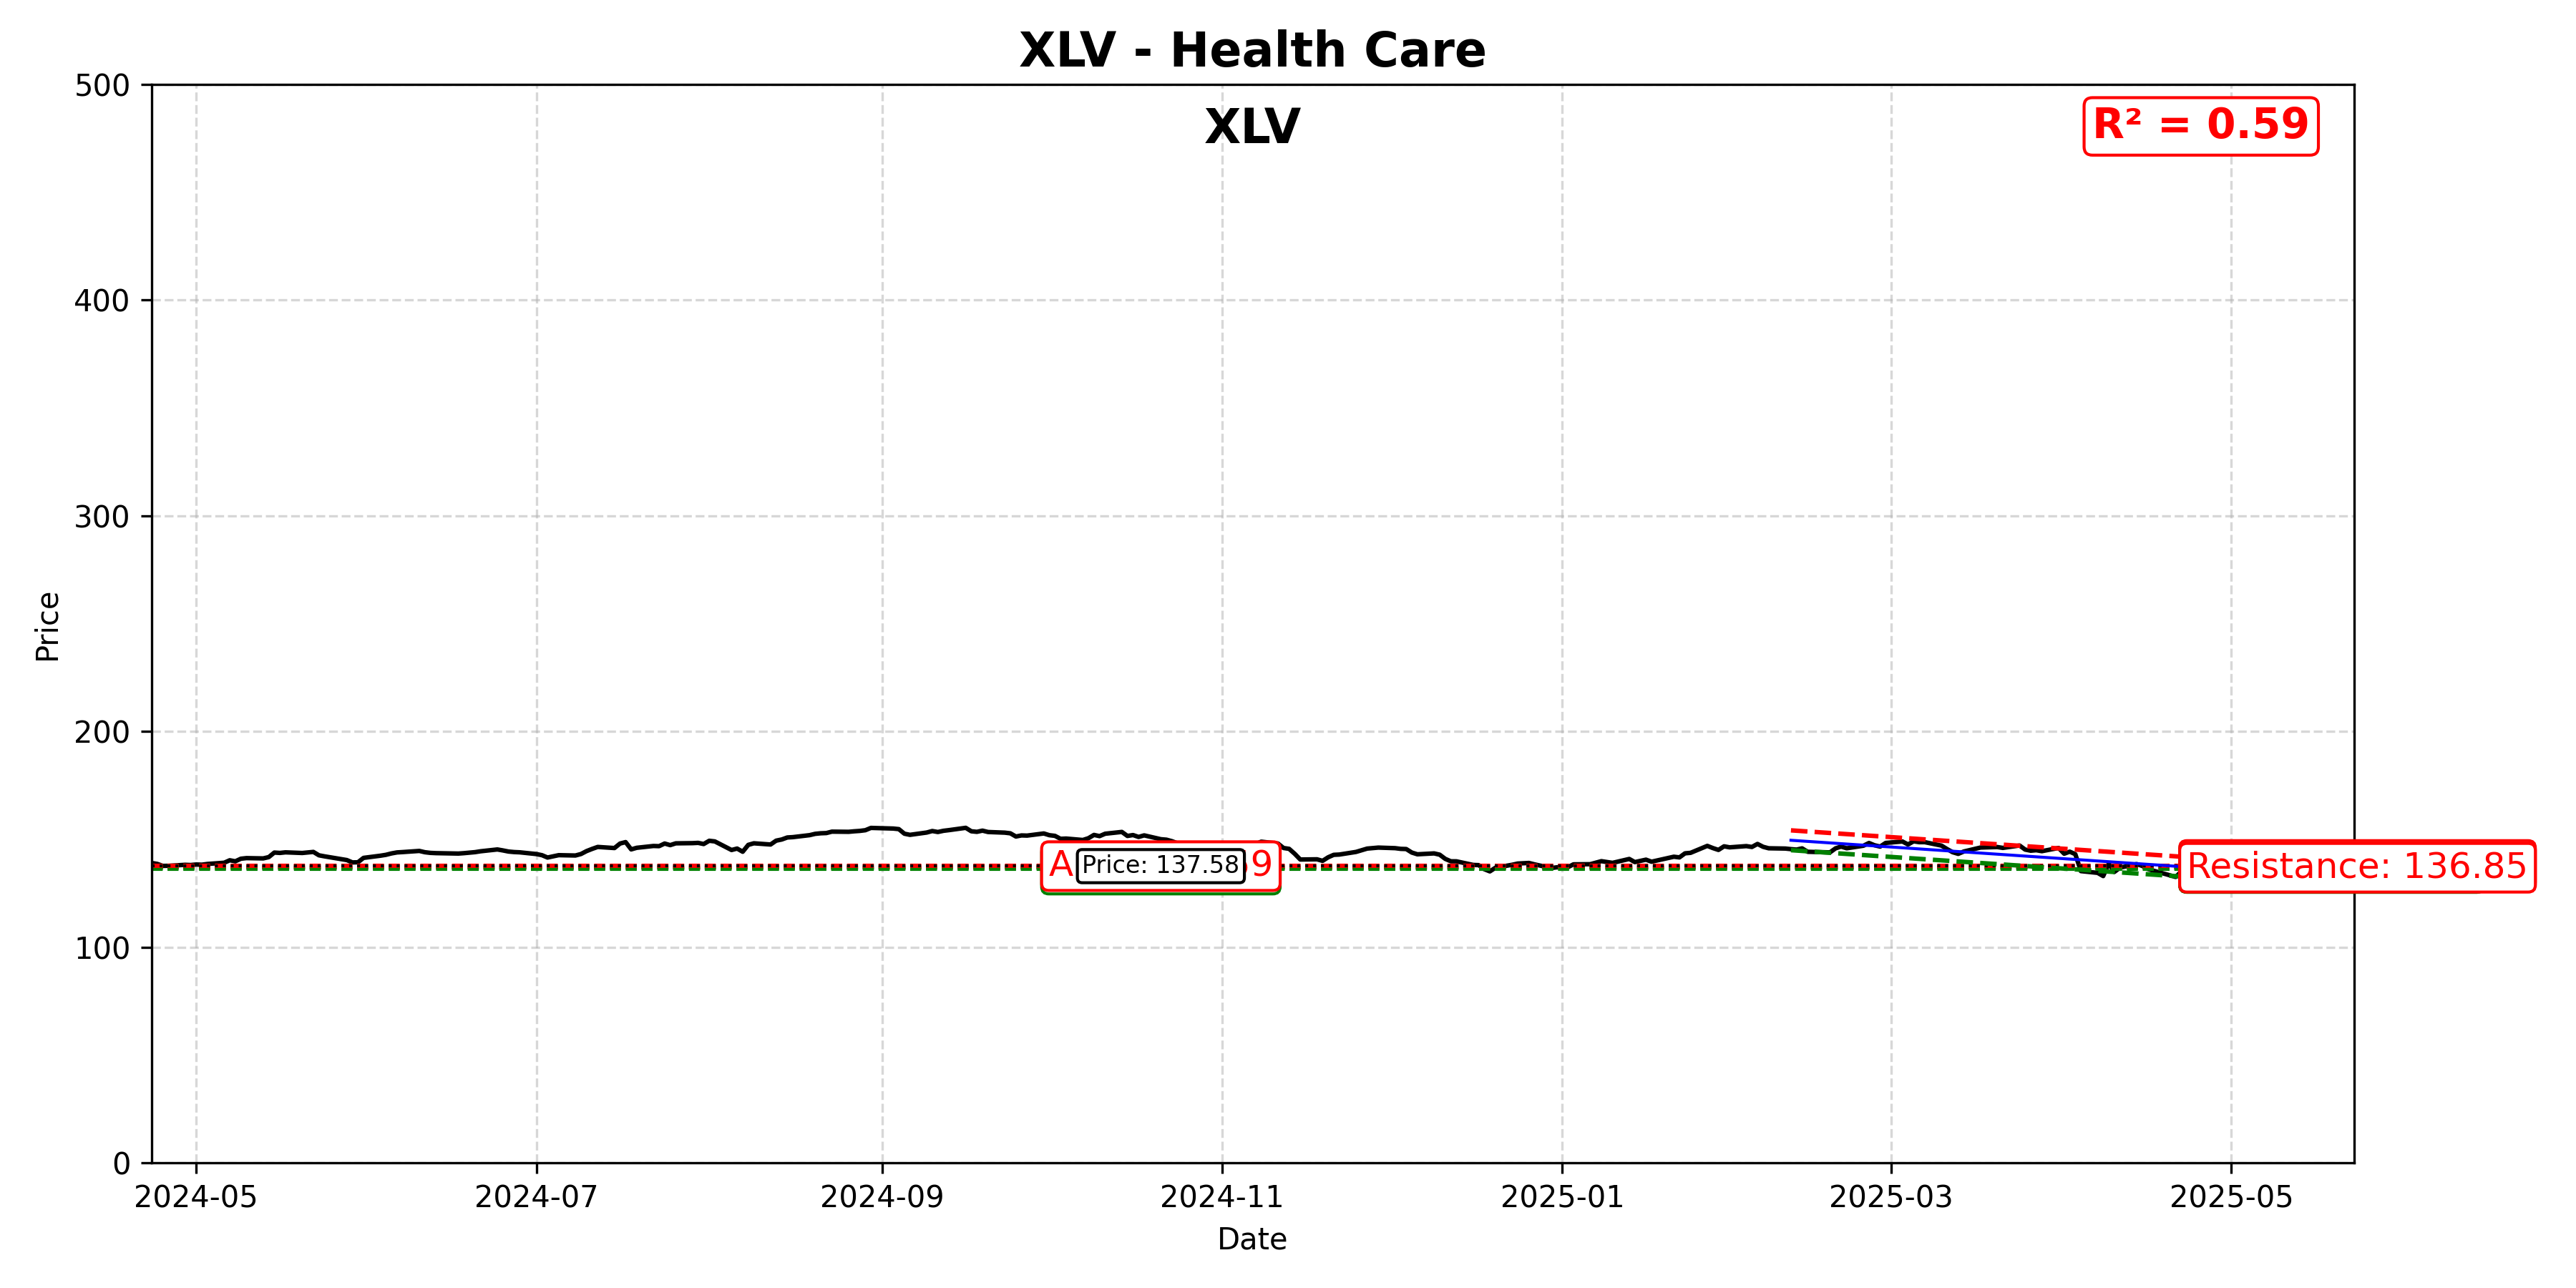 XLV - Health Care
XLV
R² = 0.59
500
400
300
200
100
0
Price
A
Price: 137.58
9
Resistance: 136.85
2024-05
2024-07
2024-09
2024-11
2025-01
2025-03
2025-05
Date